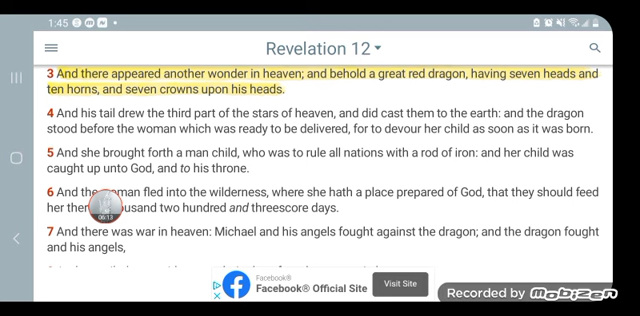 1:45
Revelation 12
3 And there appeared another wonder in heaven; and behold a great red dragon, having seven heads and
ten horns, and seven crowns upon his heads.
4 And his tail drew the third part of the stars of heaven, and did cast them to the earth: and the dragon
stood before the woman which was ready to be delivered, for to devour her child as soon as it was born.
5 And she brought forth a man child, who was to rule all nations with a rod of iron: and her child was
caught up unto God, and to his throne.
6 And the man fled into the wilderness, where she hath a place prepared of God, that they should feed
her ther usand two hundred and threescore days.
06:13
7 And there was war in heaven: Michael and his angels fought against the dragon; and the dragon fought
and his angels,
Facebook®
Facebook® Official Site
Visit Site
Recorded by Mobizen